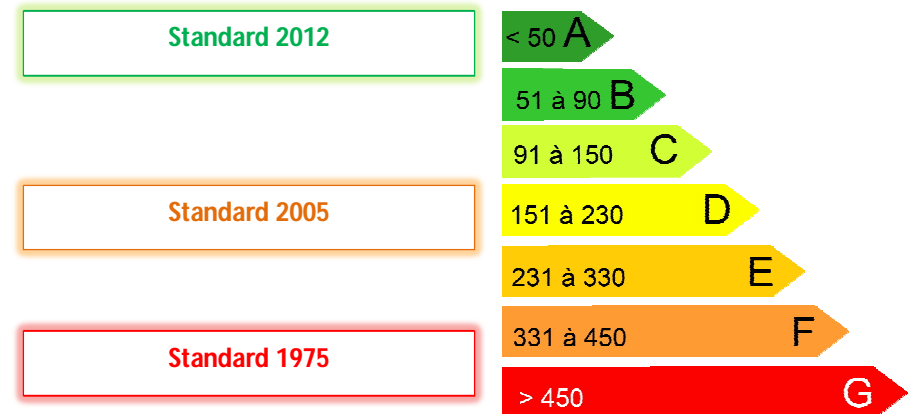 Standard 2012
< 50 A
51 à 90 B
91 à 150 C
Standard 2005
151 à 230 D
231 à 330 E
331 à 450 F
Standard 1975
> 450 G